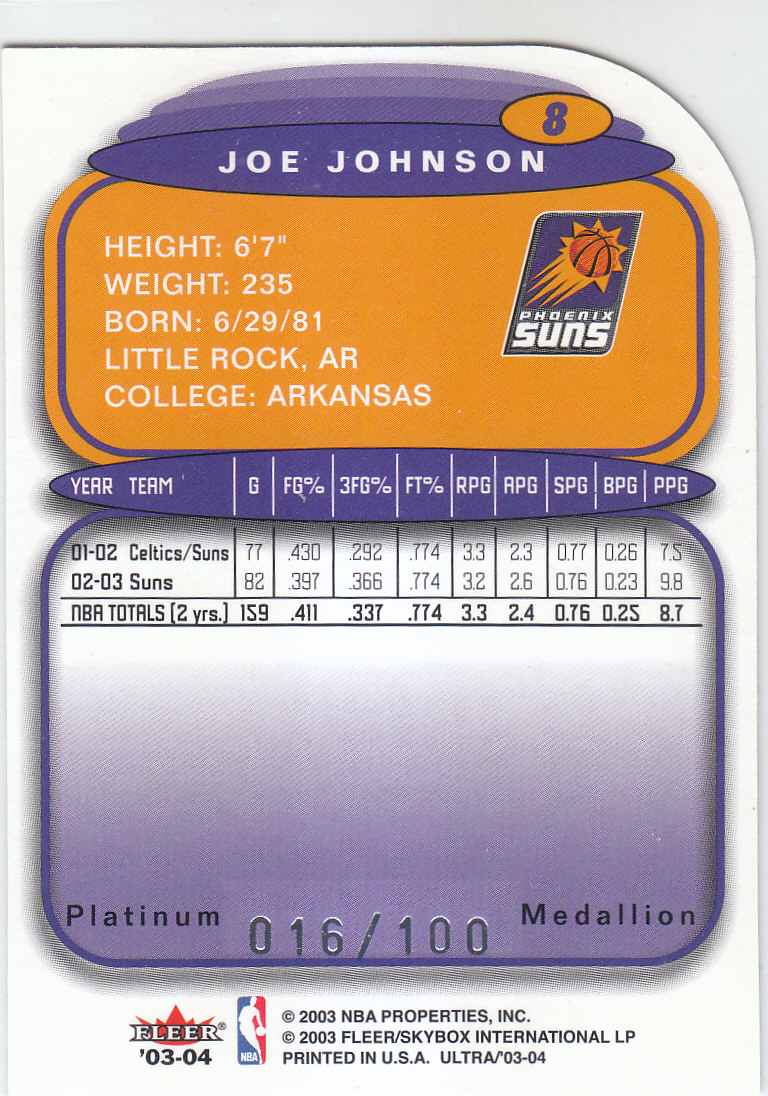 8
JOE JOHNSON
HEIGHT: 6'7"
WEIGHT: 235
BORN: 6/29/81
LITTLE ROCK, AR
COLLEGE: ARKANSAS
PHOENIX
SUNS
YEAR TEAM G FG% 3FG% FT% RPG APG SPG BPG PPG
01-02 Celtics/Suns 77 .430 .292 .774 3.3 2.3 0.77 0.26 7.5
02-03 Suns 82 .397 .366 .774 3.2 2.6 0.76 0.23 9.8
NBA TOTALS (2 yrs.) 159 .411 .337 .774 3.3 2.4 0.76 0.25 8.7
Platinum 016/100 Medallion
FLEER®
'03-04
NBA
© 2003 NBA PROPERTIES, INC.
© 2003 FLEER/SKYBOX INTERNATIONAL LP
PRINTED IN U.S.A. ULTRA/'03-04